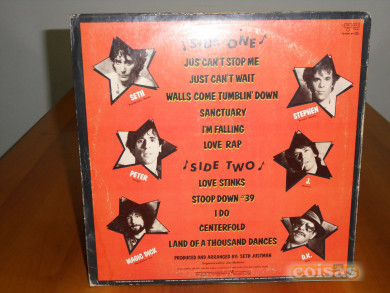 ♪SIDE ONE♪
JUS CAN'T STOP ME
JUST CAN'T WAIT
WALLS COME TUMBLIN' DOWN
SANCTUARY
I'M FALLING
LOVE RAP
♪SIDE TWO♪
LOVE STINKS
STOOP DOWN #39
I DO
CENTERFOLD
LAND OF A THOUSAND DANCES
SETH
STEPHEN
PETER
J.
MAGIC DICK
D.K.
PRODUCED AND ARRANGED BY: SETH JUSTMAN
coisas